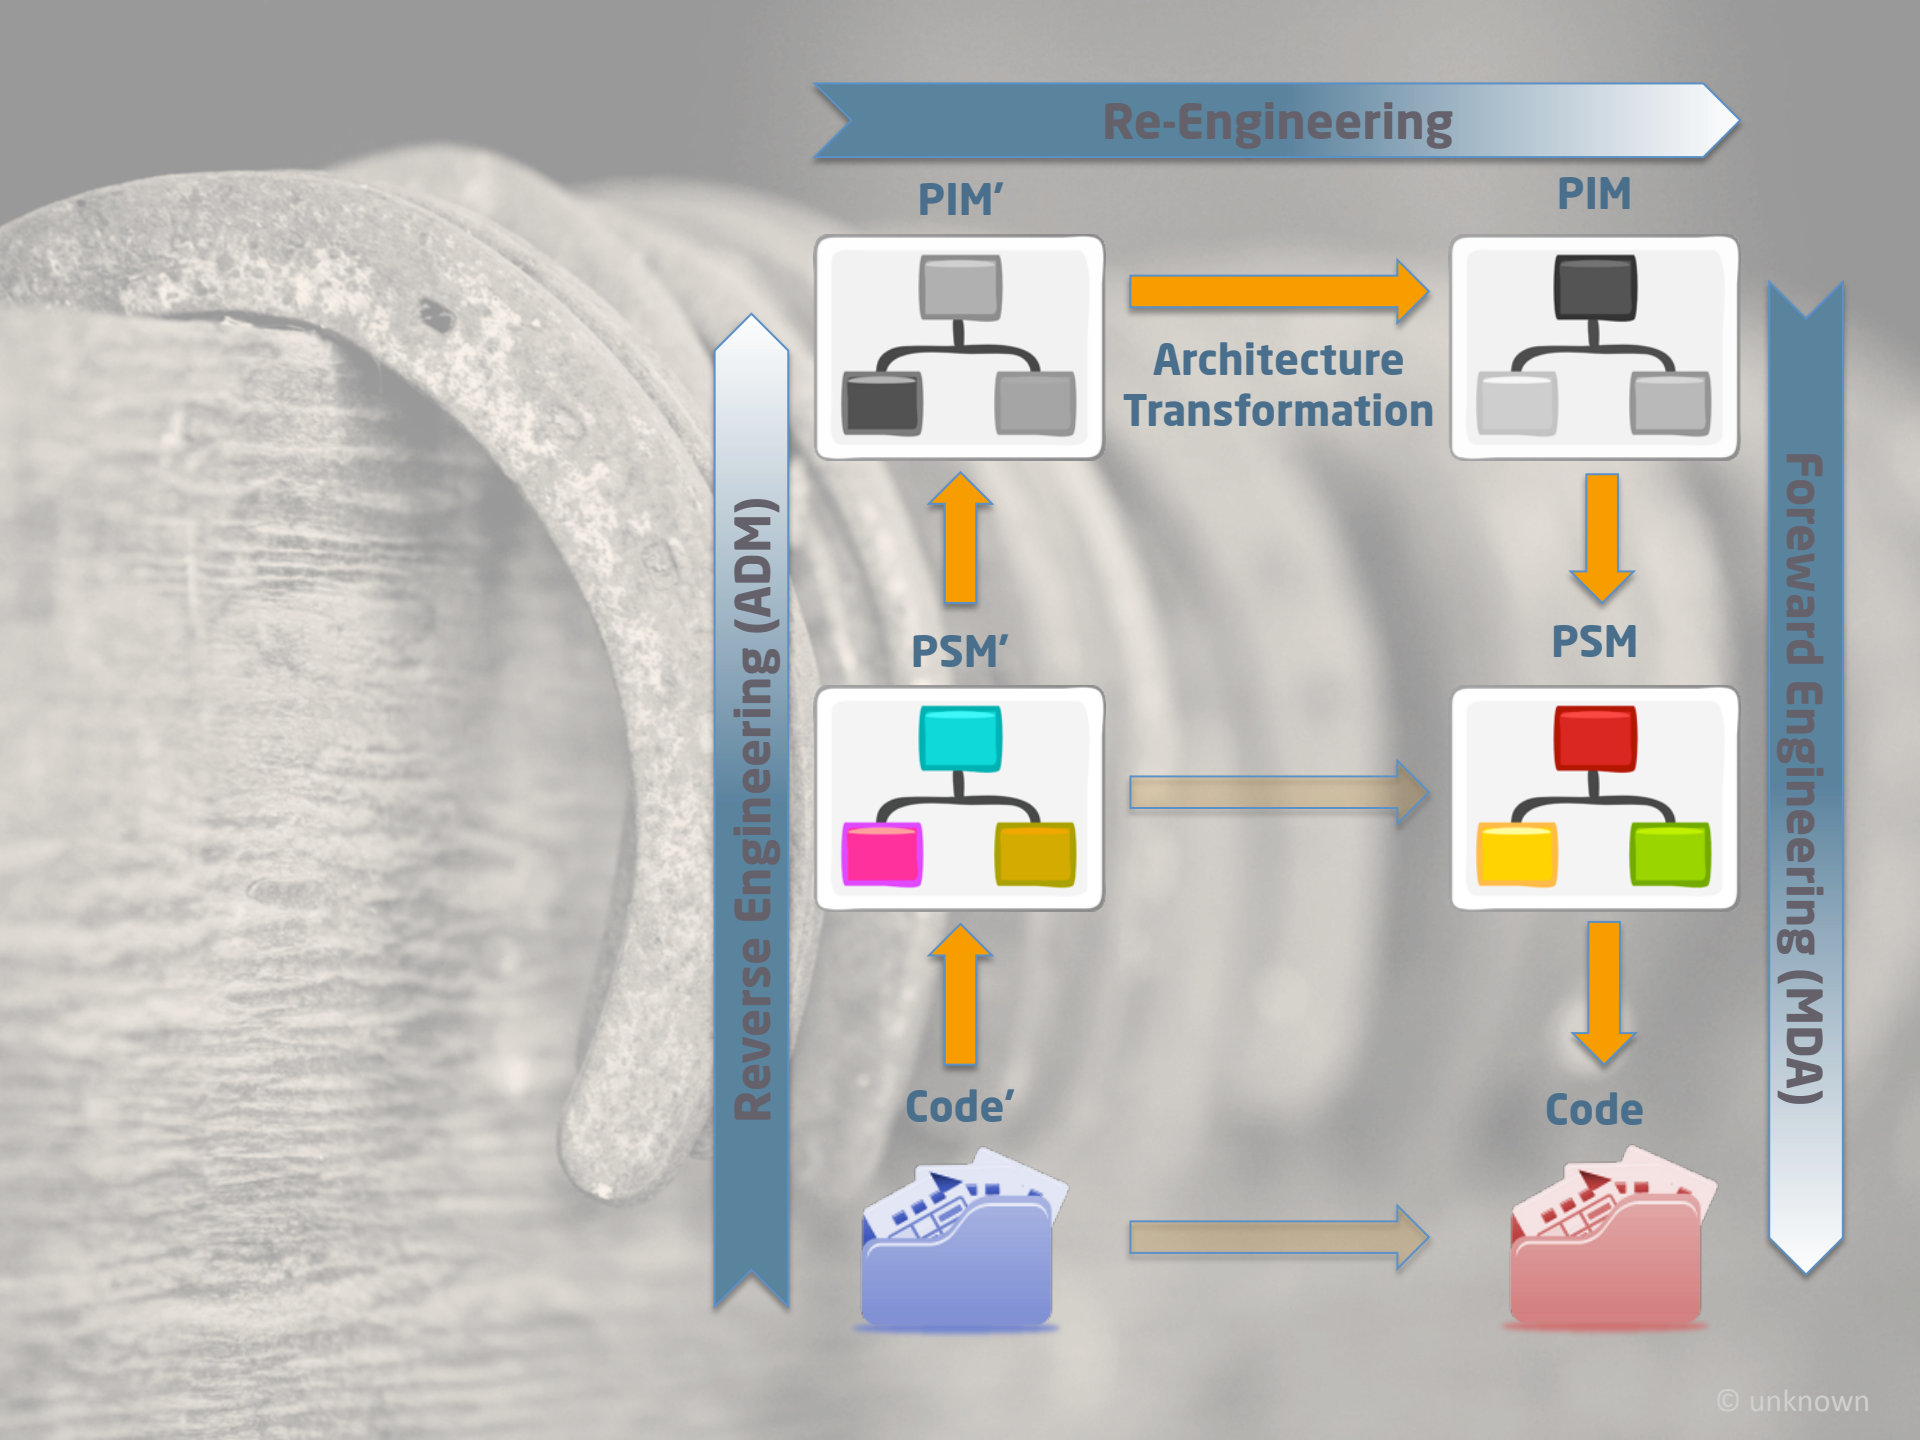 Re-Engineering
PIM’
PIM
Architecture
Transformation
Reverse Engineering (ADM)
Foreward Engineering (MDA)
PSM’
PSM
Code’
Code
© unknown